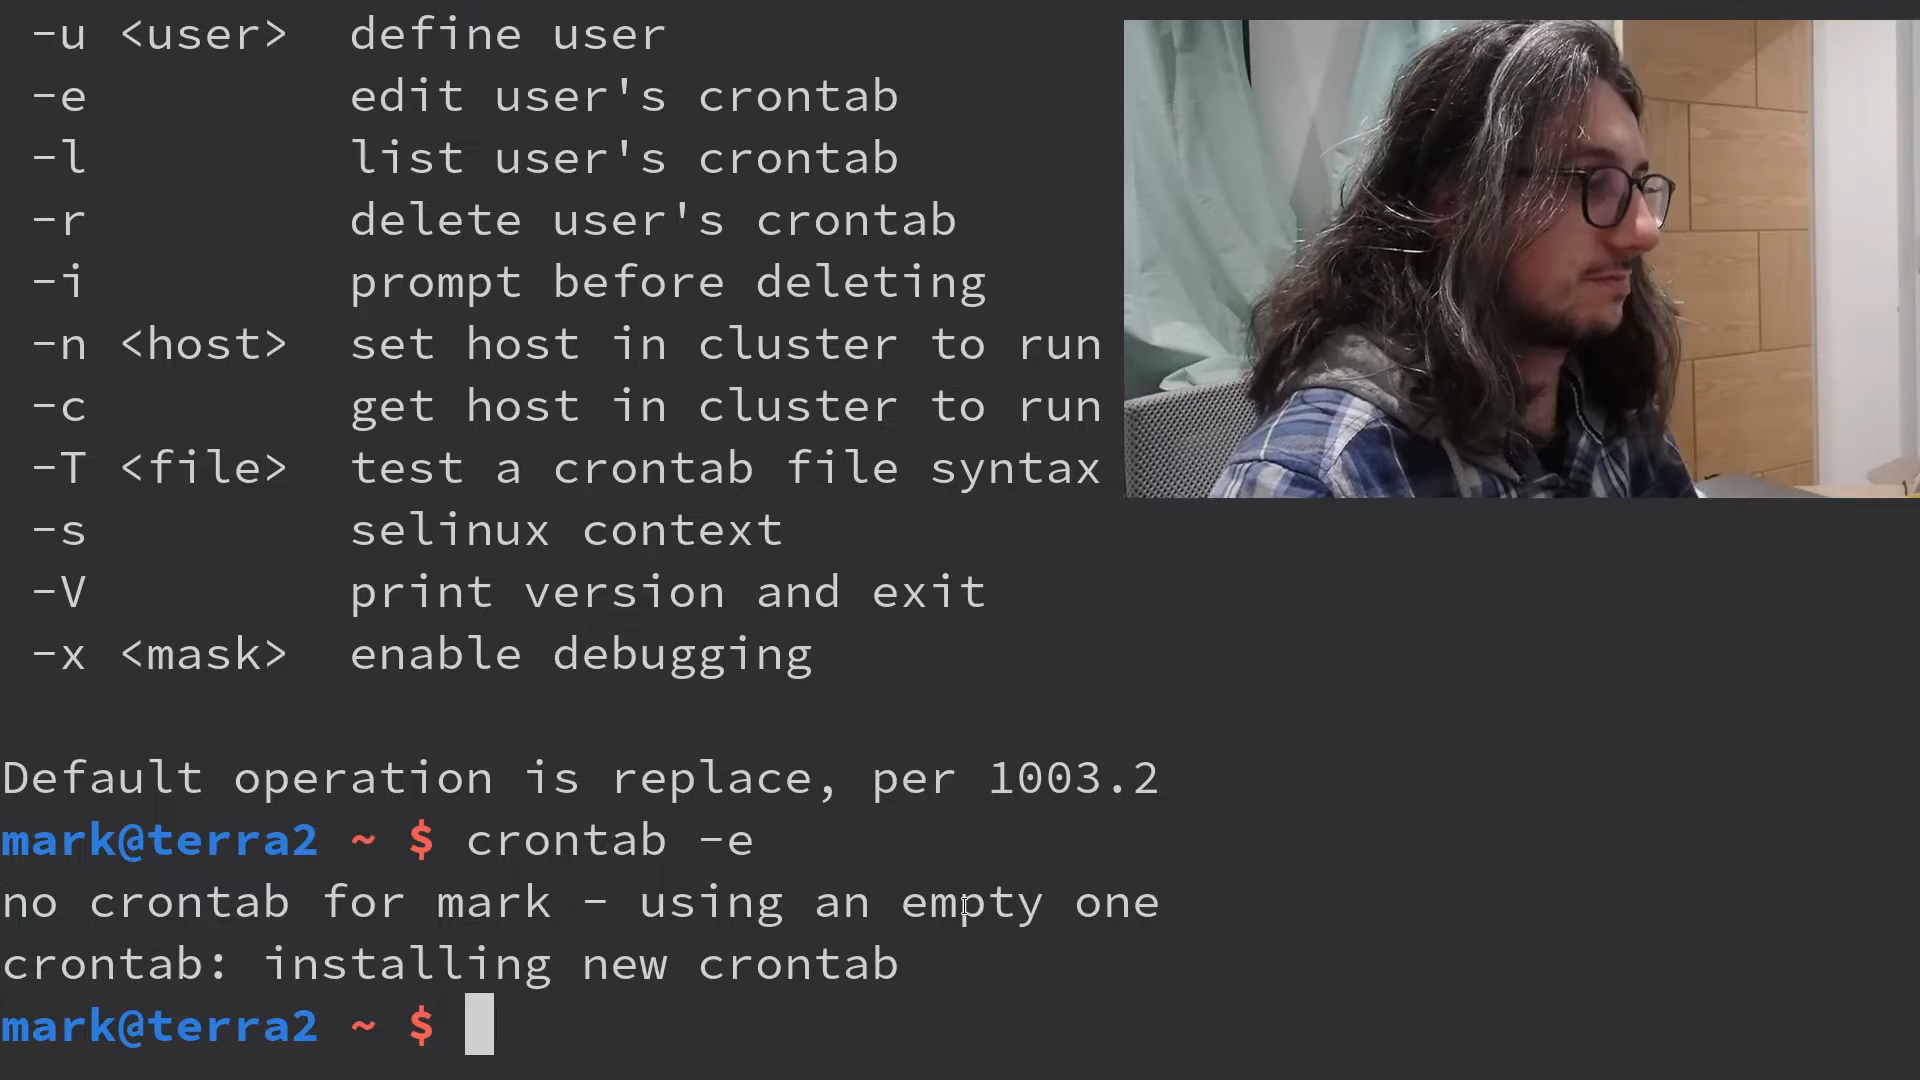 -u <user> define user
-e edit user's crontab
-l list user's crontab
-r delete user's crontab
-i prompt before deleting
-n <host> set host in cluster to run
-c get host in cluster to run
-T <file> test a crontab file syntax
-s selinux context
-V print version and exit
-x <mask> enable debugging
Default operation is replace, per 1003.2
mark@terra2 ~ $ crontab -e
no crontab for mark - using an empty one
crontab: installing new crontab
mark@terra2 ~ $